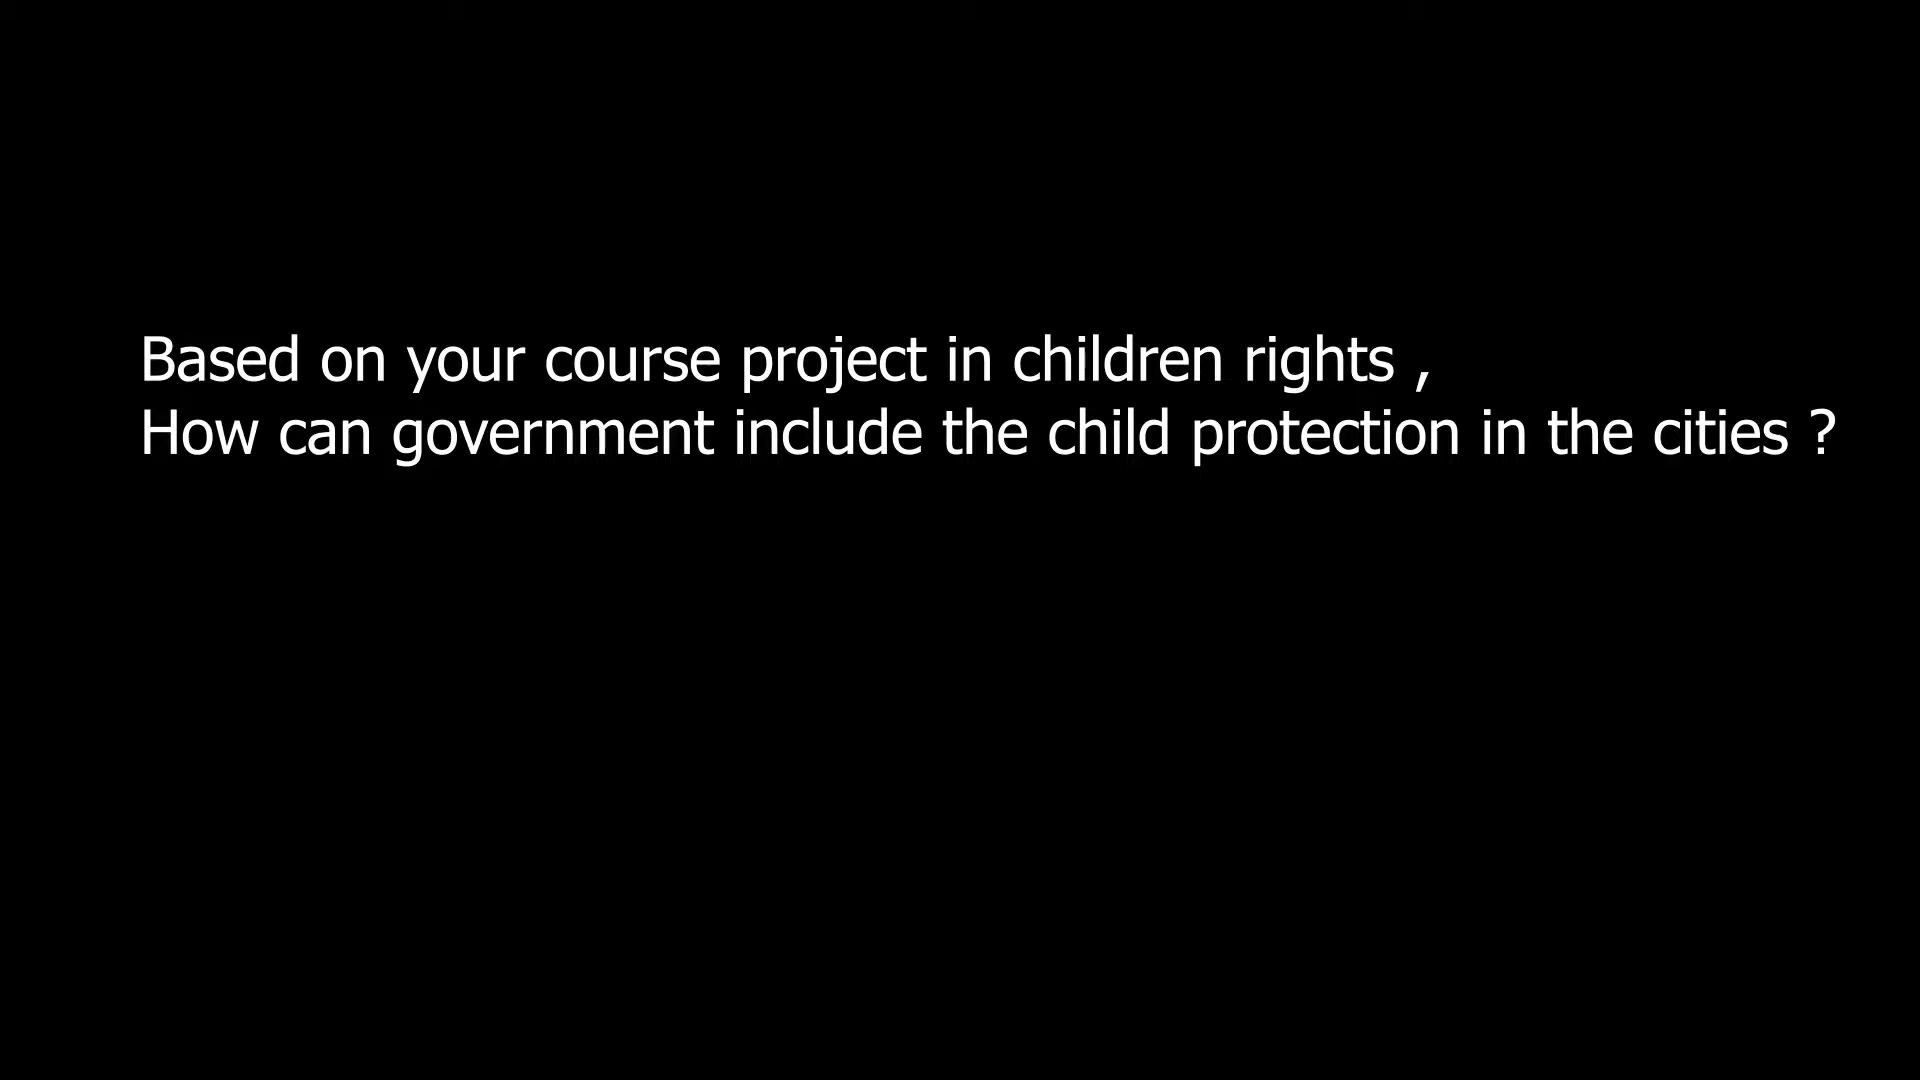 Based on your course project in children rights ,
How can government include the child protection in the cities ?